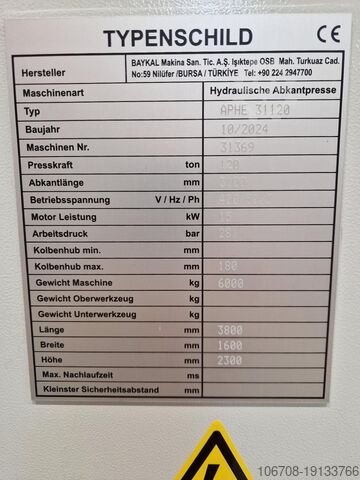 TYPENSCHILD CE
Hersteller BAYKAL Makina San. Tic. A.Ş. Işıktepe OSB Mah. Turkuaz Cad.
No:59 Nilüfer /BURSA / TÜRKİYE Tel: +90 224 2947700
Maschinenart Hydraulische Abkantpresse
Typ APHE 31120
Baujahr 10/2024
Maschinen Nr. 31369
Presskraft ton 120
Abkantlänge mm
Betriebsspannung V / Hz / Ph
Motor Leistung kW 15
Arbeitsdruck bar
Kolbenhub min. mm
Kolbenhub max. mm 180
Gewicht Maschine kg 6000
Gewicht Oberwerkzeug kg
Gewicht Unterwerkzeug kg
Länge mm 3800
Breite mm 1600
Höhe mm 2300
Max. Nachlaufzeit ms
Kleinster Sicherheitsabstand mm
106708-19133766